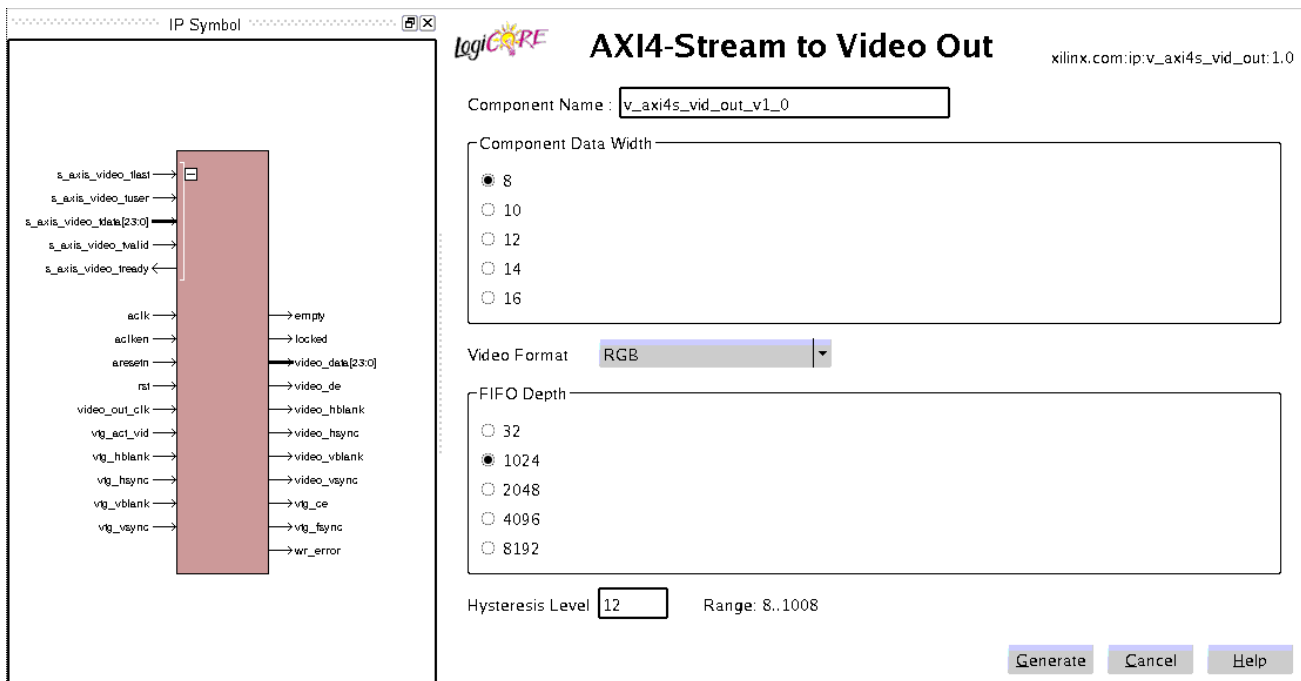 IP Symbol
s_axis_video_tlast
s_axis_video_tuser
s_axis_video_tdata[23:0]
s_axis_video_tvalid
s_axis_video_tready
aclk
aclken
aresetn
rst
video_out_clk
vtg_act_vid
vtg_hblank
vtg_hsync
vtg_vblank
vtg_vsync
empty
locked
video_data[23:0]
video_de
video_hblank
video_hsync
video_vblank
video_vsync
vtg_ce
vtg_fsync
wr_error
LogiCORE
AXI4-Stream to Video Out
xilinx.com:ip:v_axi4s_vid_out:1.0
Component Name : v_axi4s_vid_out_v1_0
Component Data Width
8
10
12
14
16
Video Format RGB
FIFO Depth
32
1024
2048
4096
8192
Hysteresis Level 12 Range: 8..1008
Generate Cancel Help